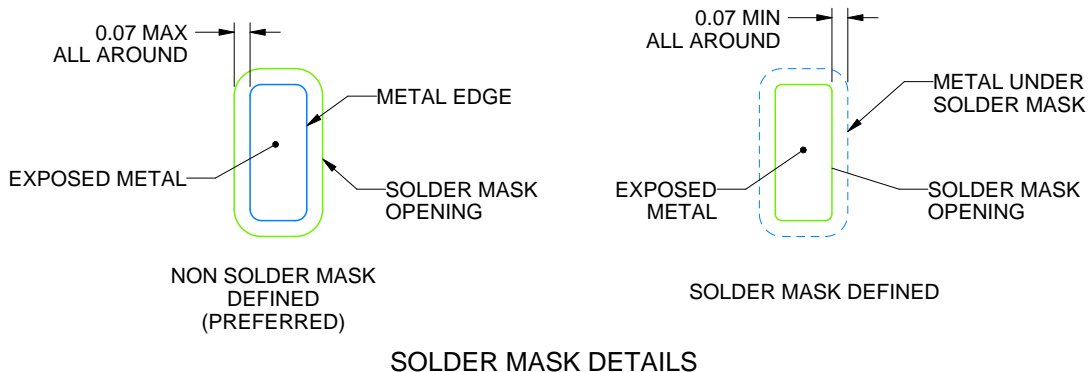 0.07 MAX
ALL AROUND
METAL EDGE
EXPOSED METAL
SOLDER MASK
OPENING
NON SOLDER MASK
DEFINED
(PREFERRED)
0.07 MIN
ALL AROUND
METAL UNDER
SOLDER MASK
EXPOSED
METAL
SOLDER MASK
OPENING
SOLDER MASK DEFINED
SOLDER MASK DETAILS